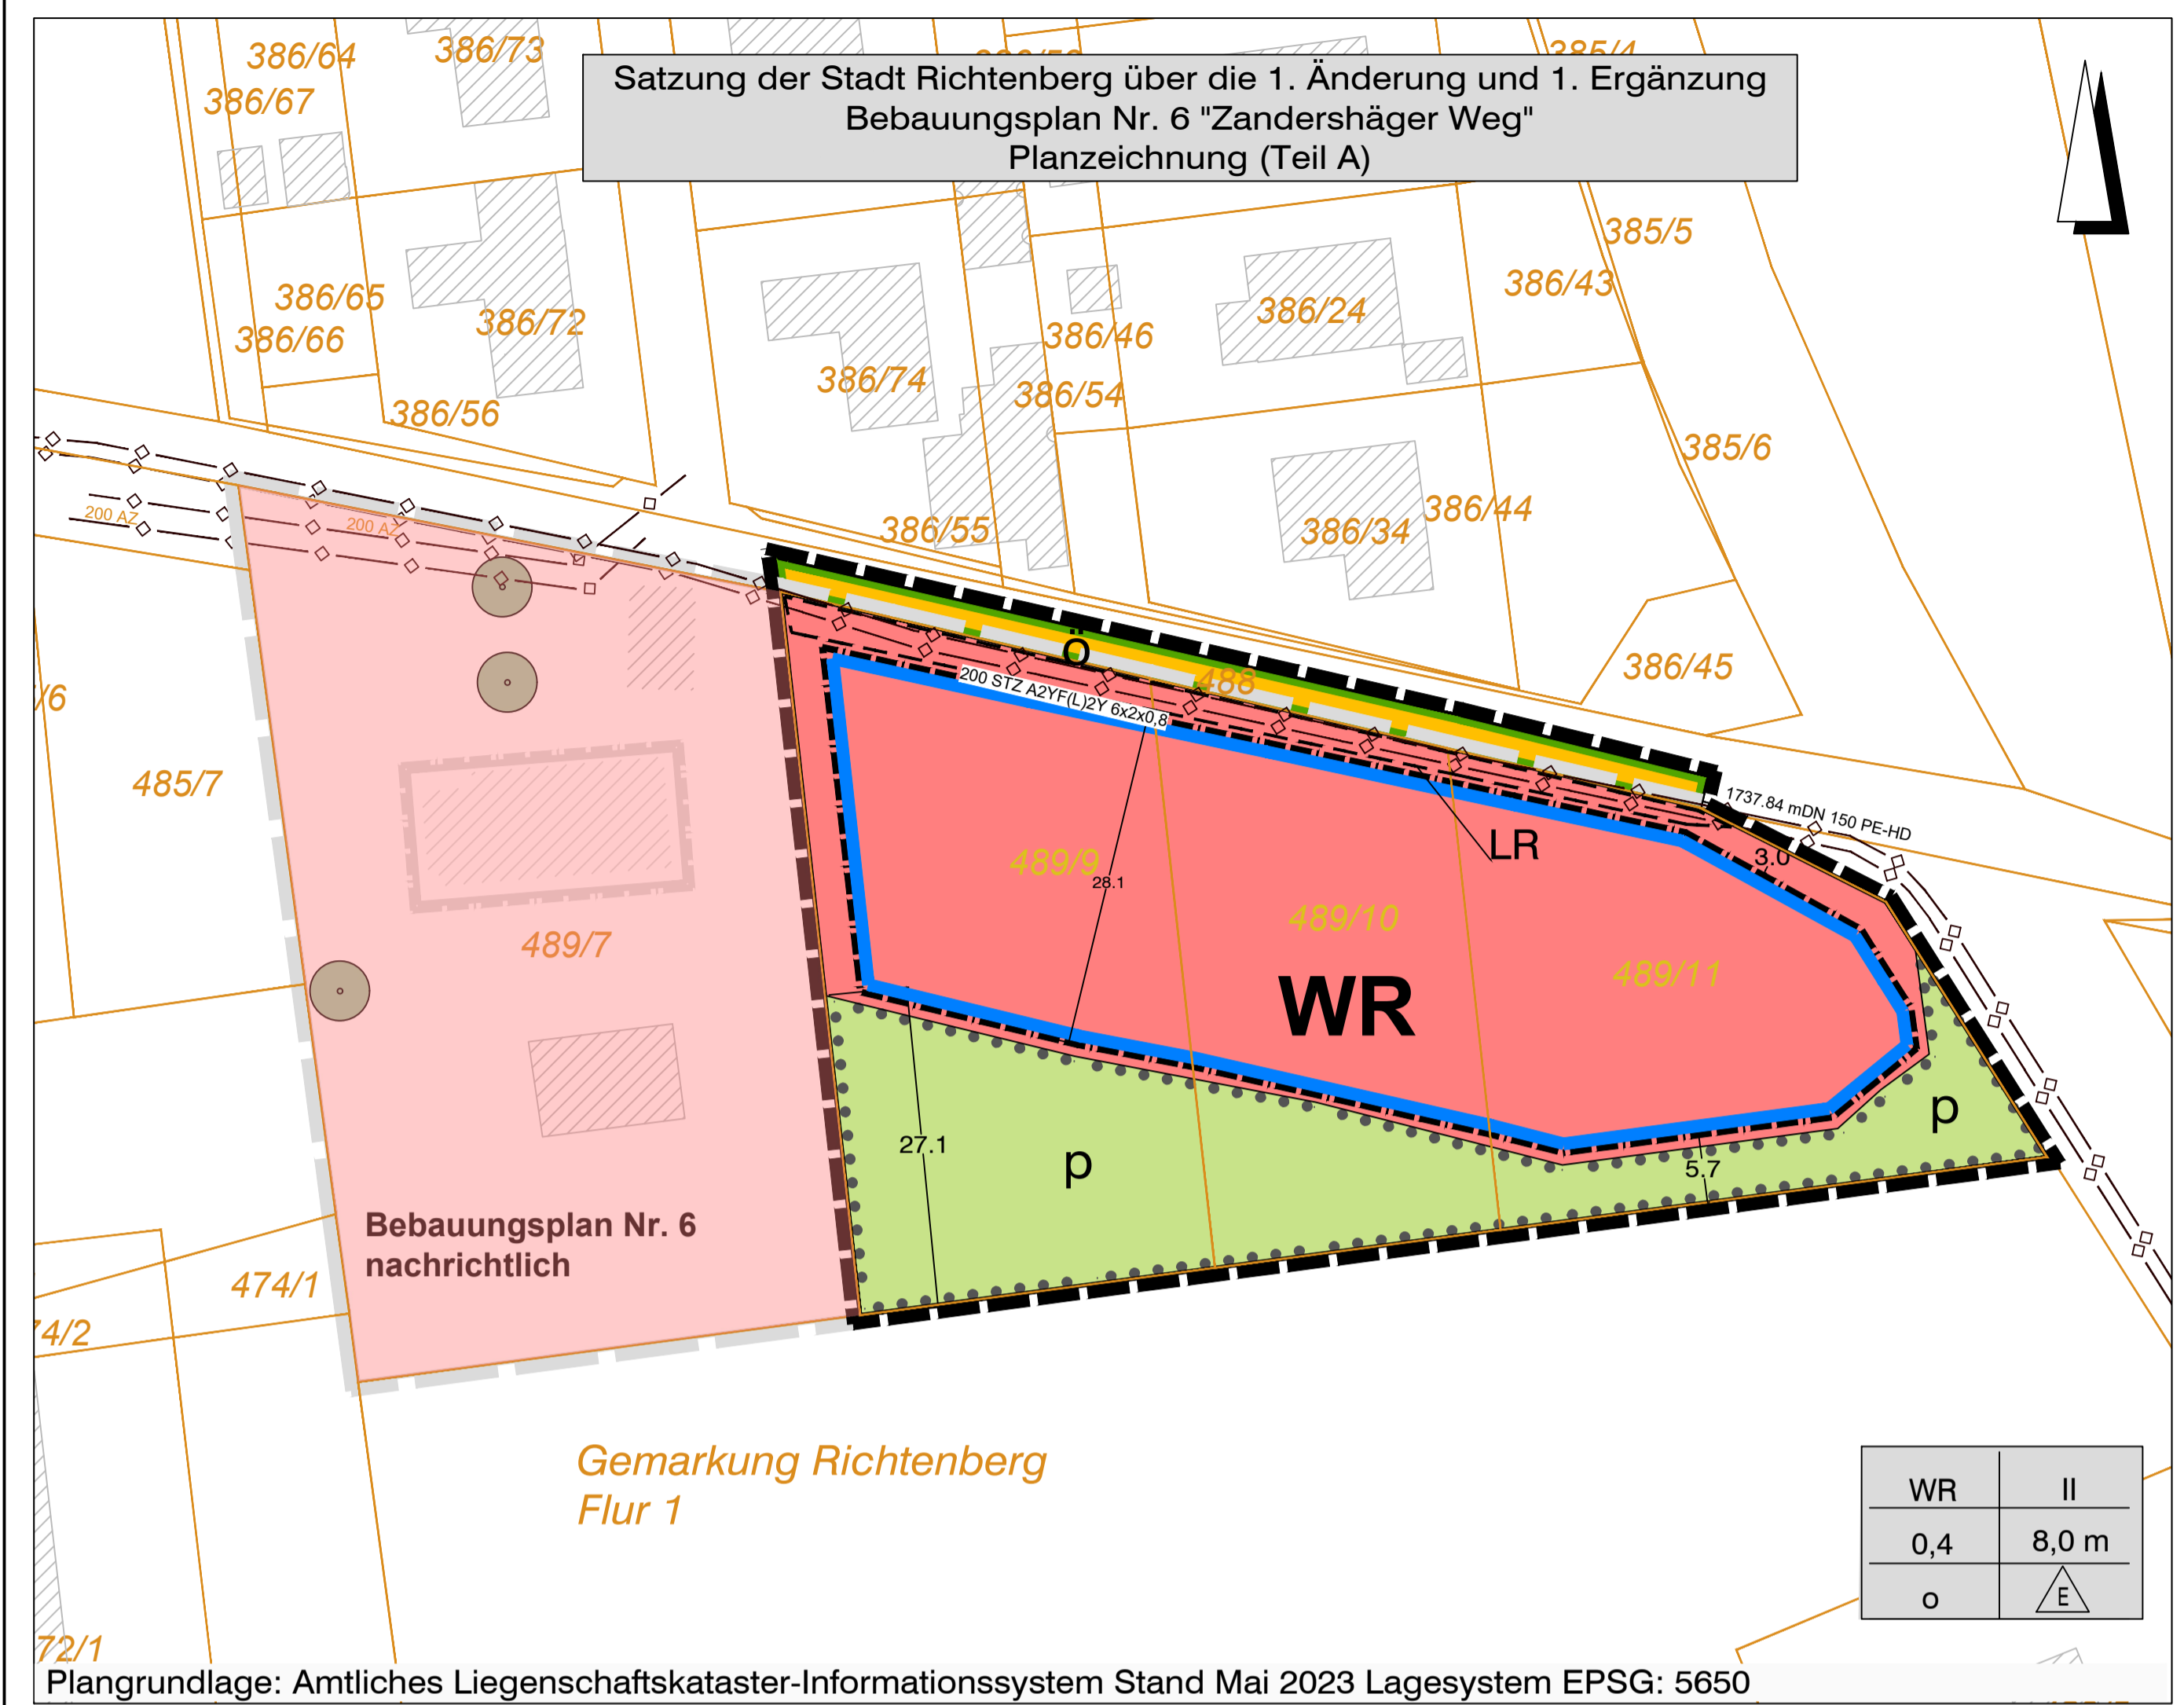 386/64
386/73
385/4
386/67
Satzung der Stadt Richtenberg über die 1. Änderung und 1. Ergänzung
Bebauungsplan Nr. 6 "Zandershäger Weg"
Planzeichnung (Teil A)
385/5
386/43
386/65
386/66
386/72
386/46
386/24
386/74
386/54
386/56
385/6
386/55
386/34
386/44
200 AZ
200 AZ
ö
488
386/45
/6
200 STZ A2YF(L)2Y 6x2x0,8
485/7
1737.84 mDN 150 PE-HD
LR
3.0
489/9
28.1
489/10
489/7
489/11
WR
27.1
p
p
5.7
Bebauungsplan Nr. 6
nachrichtlich
474/1
74/2
Gemarkung Richtenberg
Flur 1
WR II
0,4 8,0 m
o E
72/1
Plangrundlage: Amtliches Liegenschaftskataster-Informationssystem Stand Mai 2023 Lagesystem EPSG: 5650